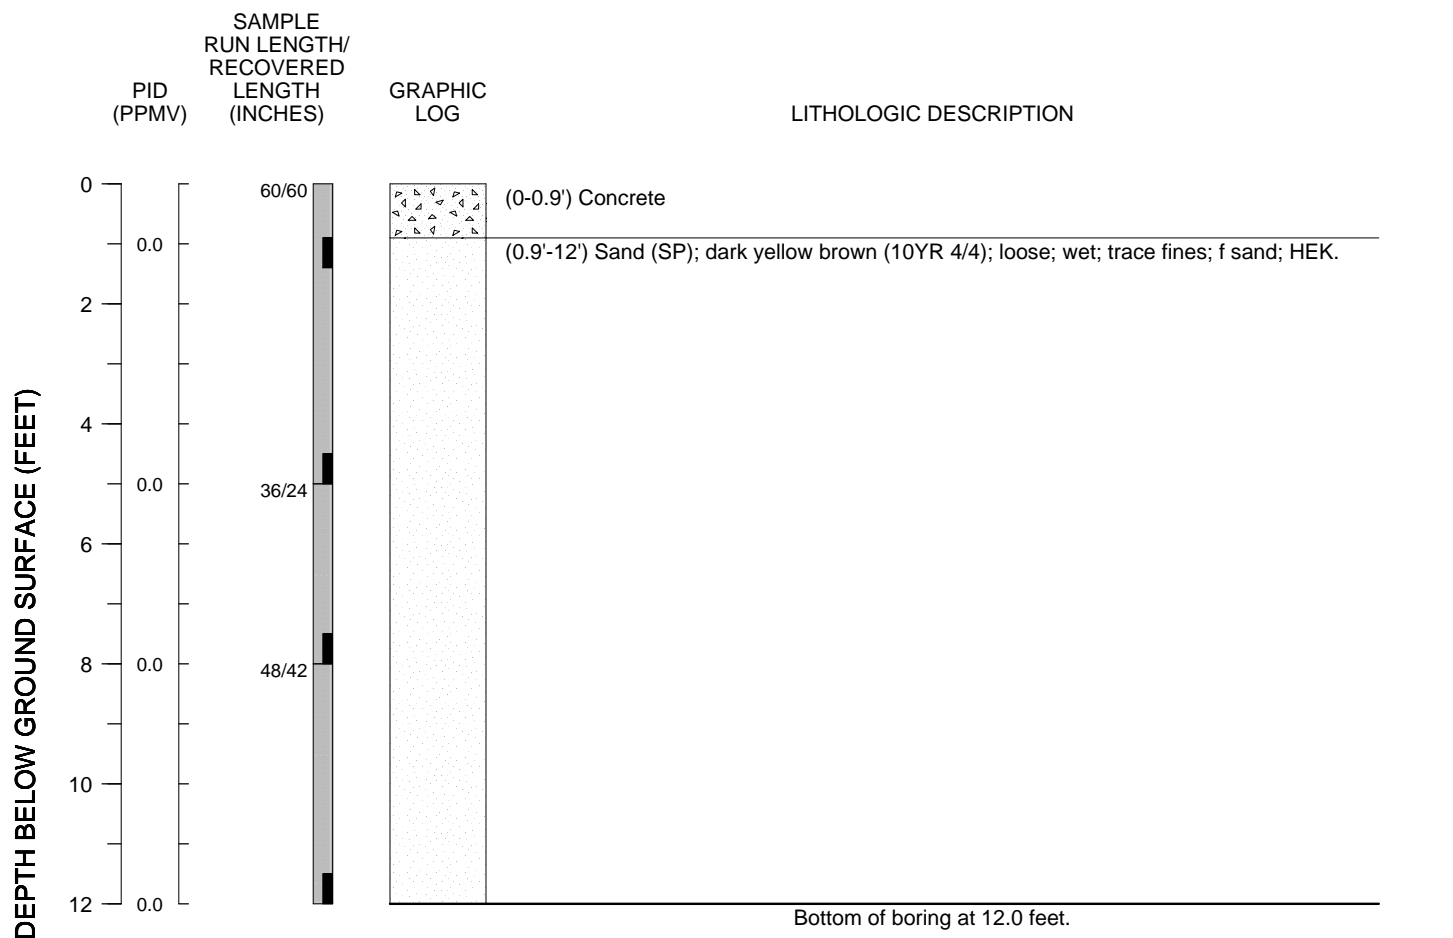 SAMPLE
RUN LENGTH/
RECOVERED
PID LENGTH GRAPHIC
(PPMV) (INCHES) LOG LITHOLOGIC DESCRIPTION
0 60/60 (0-0.9') Concrete
0.0
(0.9'-12') Sand (SP); dark yellow brown (10YR 4/4); loose; wet; trace fines; f sand; HEK.
2
4
0.0 36/24
6
8 0.0 48/42
10
12 0.0
Bottom of boring at 12.0 feet.
DEPTH BELOW GROUND SURFACE (FEET)